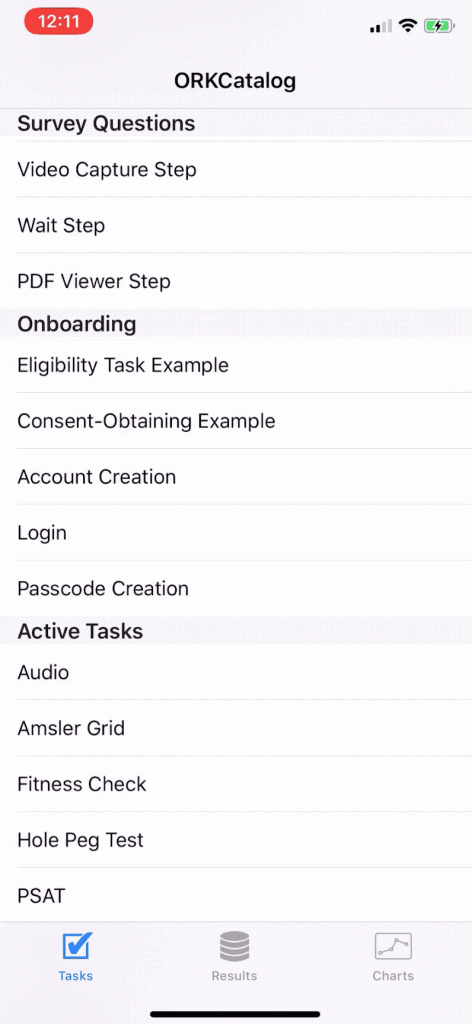 12:11
ORKCatalog
Survey Questions
Video Capture Step
Wait Step
PDF Viewer Step
Onboarding
Eligibility Task Example
Consent-Obtaining Example
Account Creation
Login
Passcode Creation
Active Tasks
Audio
Amsler Grid
Fitness Check
Hole Peg Test
PSAT
Tasks Results Charts